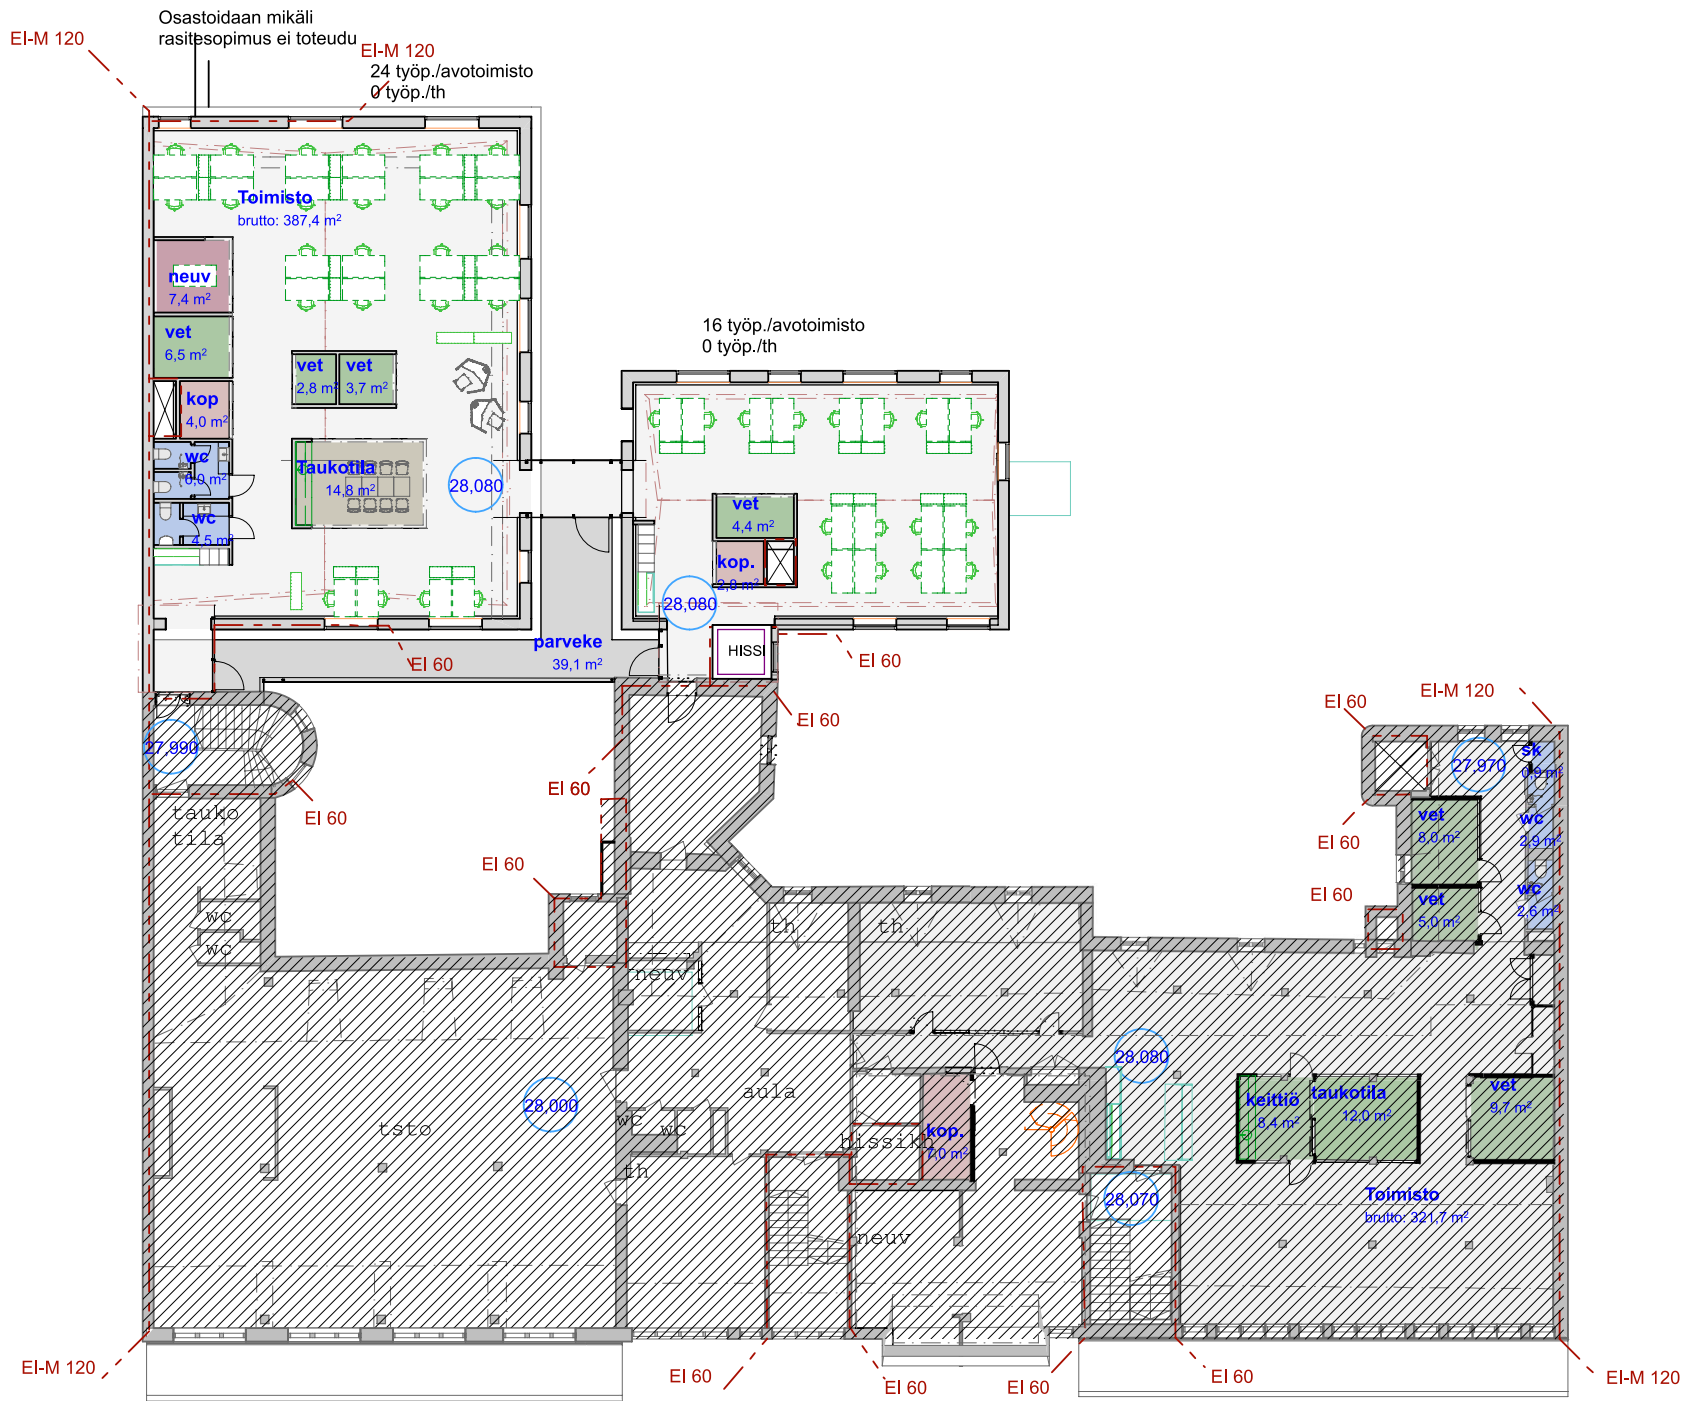 Osastoidaan mikäli
rasitesopimus ei toteudu
EI-M 120
EI-M 120
24 työp./avotoimisto
0 työp./th
Toimisto
brutto: 387,4 m²
neuv
7,4 m²
vet
6,5 m²
16 työp./avotoimisto
0 työp./th
vet
2,8 m²
vet
3,7 m²
kop
4,0 m²
wc
0,0 m²
Taukotila
14,8 m²
28,080
wc
4,5 m²
vet
4,4 m²
kop.
2,8 m²
28,080
parveke
39,1 m²
HISSI
EI 60
EI 60
EI 60
EI 60
EI-M 120
27,990
27,970
sk
0,9 m²
EI 60
EI 60
tauko
tila
vet
8,0 m²
wc
2,9 m²
EI 60
EI 60
EI 60
vet
5,0 m²
wc
2,6 m²
wc
wc
th
th
neuv
28,080
28,000
aula
tsto
keittiö
8,4 m²
taukotila
12,0 m²
vet
9,7 m²
wc
wc
kop.
7,0 m²
hissikh
th
28,070
Toimisto
brutto: 321,7 m²
neuv
EI-M 120
EI 60
EI 60
EI 60
EI 60
EI-M 120